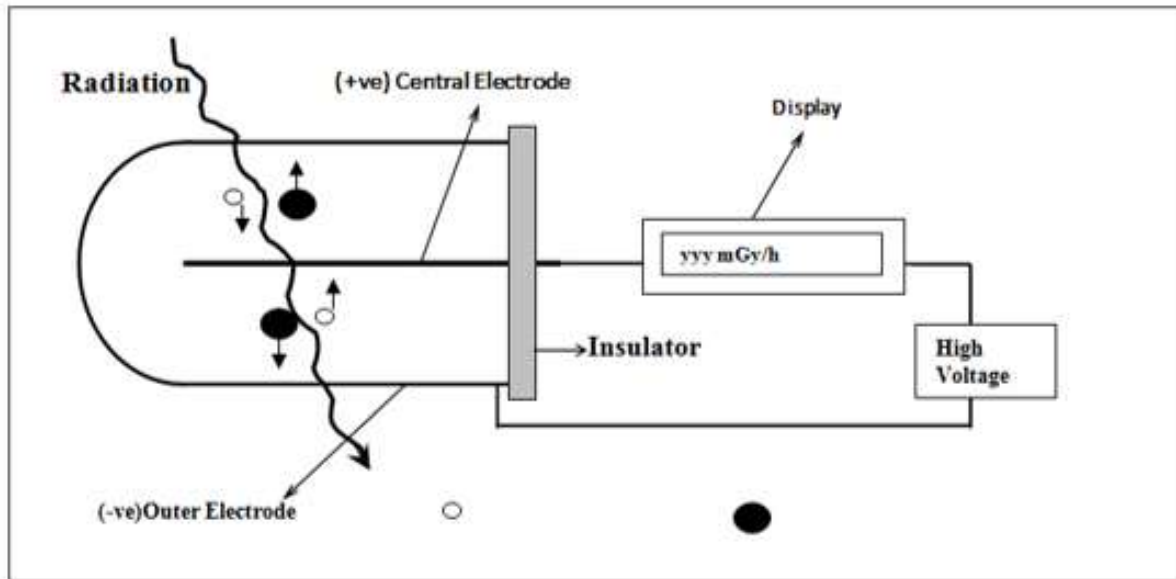 Radiation
(+ve) Central Electrode
Display
yyy mGy/h
Insulator
High
Voltage
(-ve)Outer Electrode